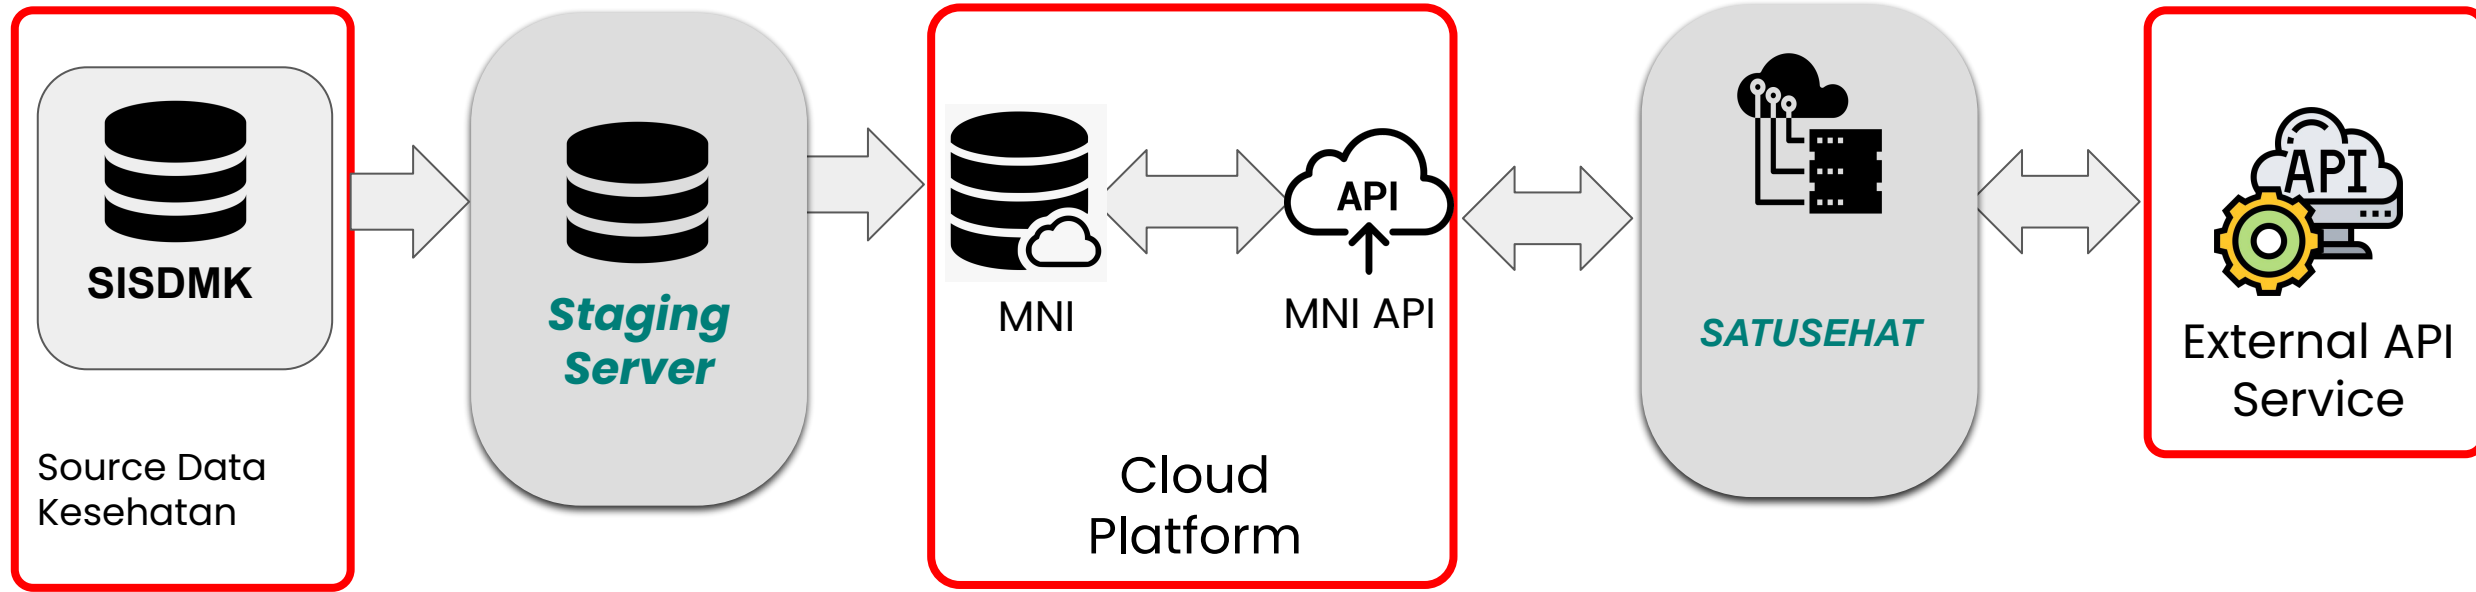 SISDMK
Source Data
Kesehatan
Staging
Server
MNI
API
MNI API
Cloud
Platform
SATUSEHAT
API
External API
Service